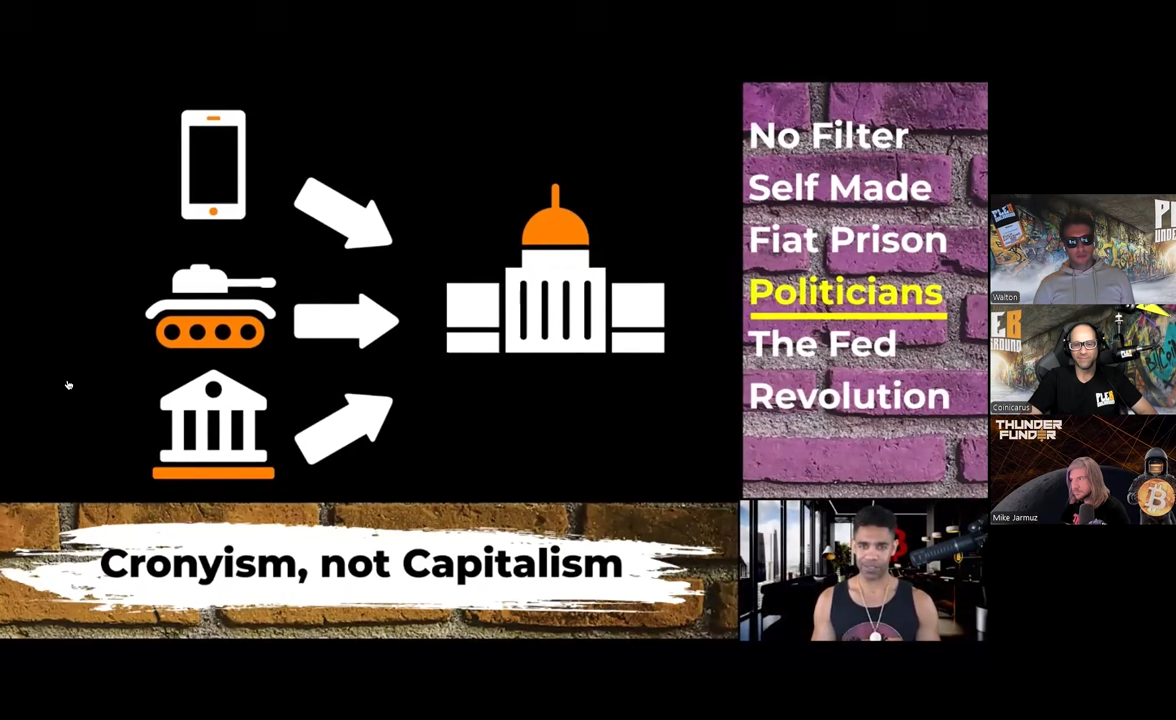 No Filter
Self Made
Fiat Prison
Politicians
The Fed
Revolution
Cronyism, not Capitalism
Walton
Coinicarus
THUNDER
FUNDER
Mike Jarmuz